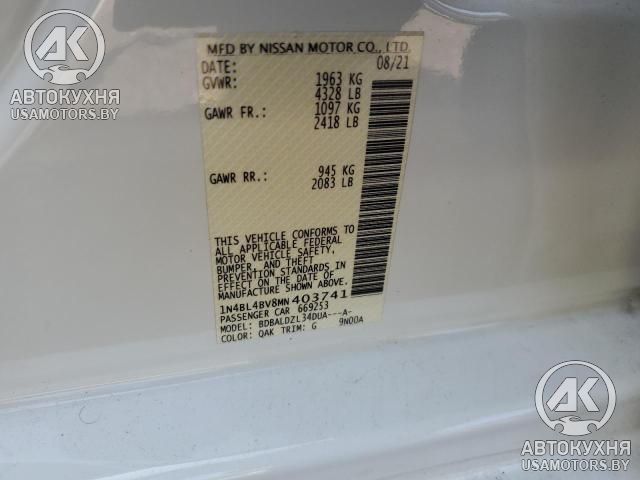 MFD BY NISSAN MOTOR CO., LTD.
DATE: 08/21
GVWR: 1963 KG
4328 LB
GAWR FR.: 1097 KG
2418 LB
GAWR RR.: 945 KG
2083 LB
THIS VEHICLE CONFORMS TO
ALL APPLICABLE FEDERAL
MOTOR VEHICLE SAFETY,
BUMPER, AND THEFT
PREVENTION STANDARDS IN
EFFECT ON THE DATE OF
MANUFACTURE SHOWN ABOVE.
1N4BL4BV8MN403741
PASSENGER CAR 669253
MODEL: BDBALDZL34DUA---A-
COLOR: QAK TRIM: G 9N00A
AK
АВТОКУХНЯ
USAMOTORS.BY
AK
АВТОКУХНЯ
USAMOTORS.BY